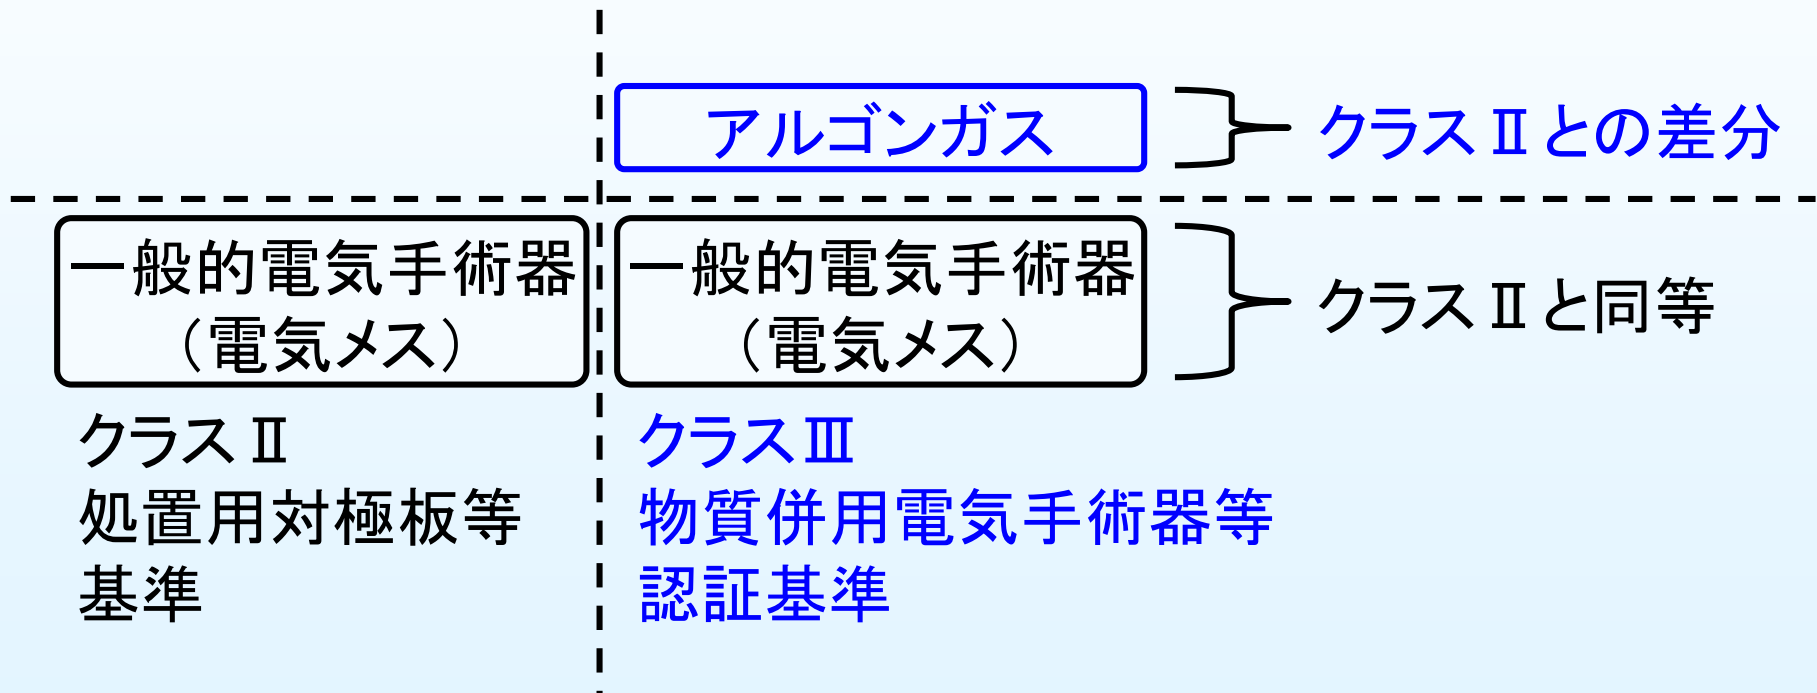 アルゴンガス
クラスⅡとの差分
一般的電気手術器
（電気メス）
一般的電気手術器
（電気メス）
クラスⅡと同等
クラスⅡ
処置用対極板等
基準
クラスⅢ
物質併用電気手術器等
認証基準